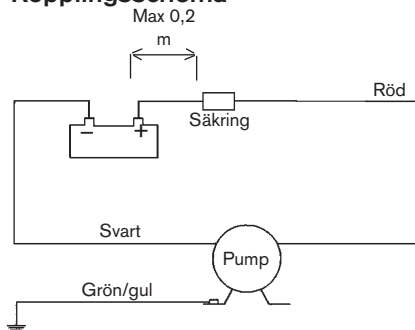 Kopplingsschema
Max 0,2
m
Röd
− +
Säkring
Svart
Pump
Grön/gul